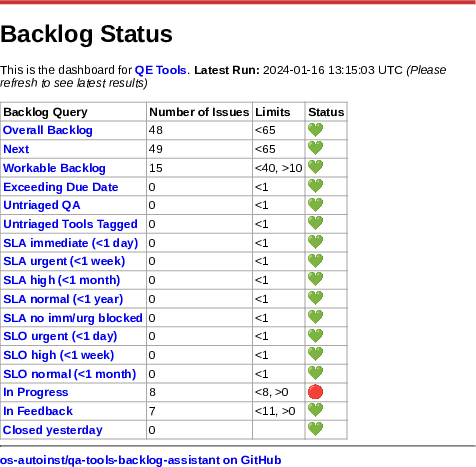 Backlog Status
This is the dashboard for QE Tools. Latest Run: 2024-01-16 13:15:03 UTC (Please
refresh to see latest results)
Backlog Query Number of Issues Limits Status
Overall Backlog 48 <65 💚
Next 49 <65 💚
Workable Backlog 15 <40, >10 💚
Exceeding Due Date 0 <1 💚
Untriaged QA 0 <1 💚
Untriaged Tools Tagged 0 <1 💚
SLA immediate (<1 day) 0 <1 💚
SLA urgent (<1 week) 0 <1 💚
SLA high (<1 month) 0 <1 💚
SLA normal (<1 year) 0 <1 💚
SLA no imm/urg blocked 0 <1 💚
SLO urgent (<1 day) 0 <1 💚
SLO high (<1 week) 0 <1 💚
SLO normal (<1 month) 0 <1 💚
In Progress 8 <8, >0 🔴
In Feedback 7 <11, >0 💚
Closed yesterday 0 💚
os-autoinst/qa-tools-backlog-assistant on GitHub